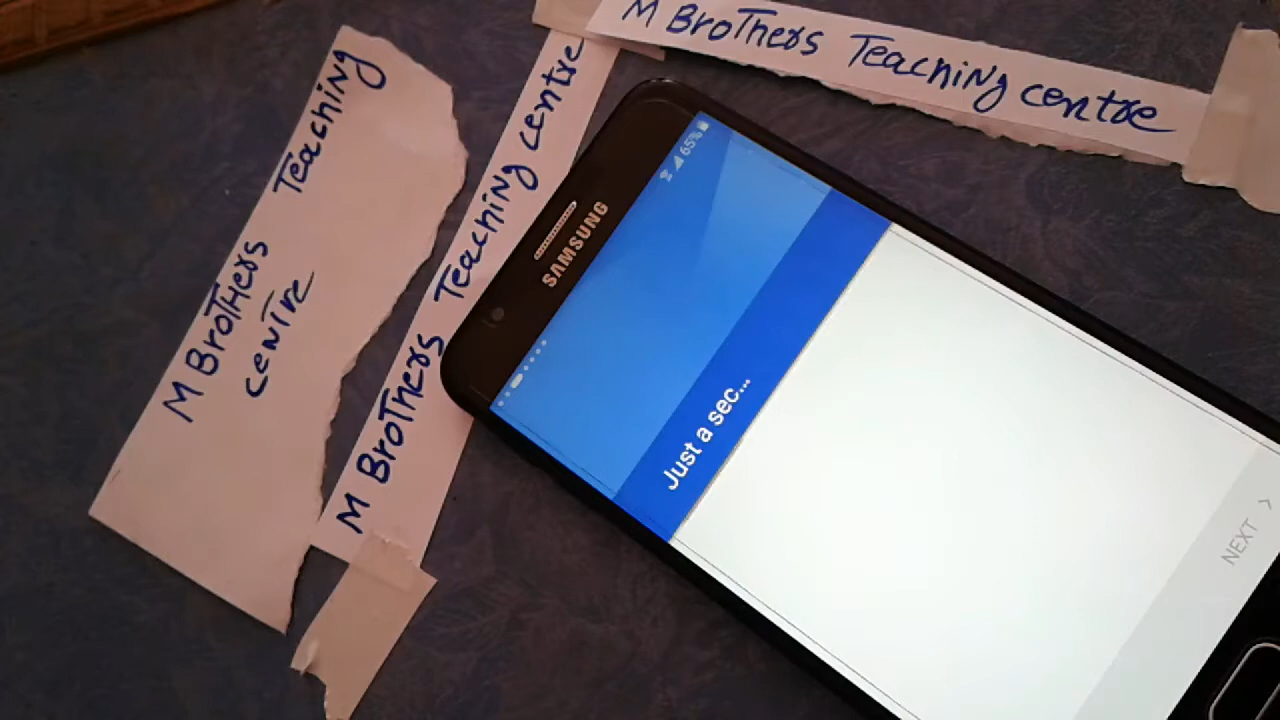 M BroTHers Teaching centre
M BroTHers Teaching
centre
M BroTHers Teaching centre
SAMSUNG
65%
Just a sec...
NEXT >